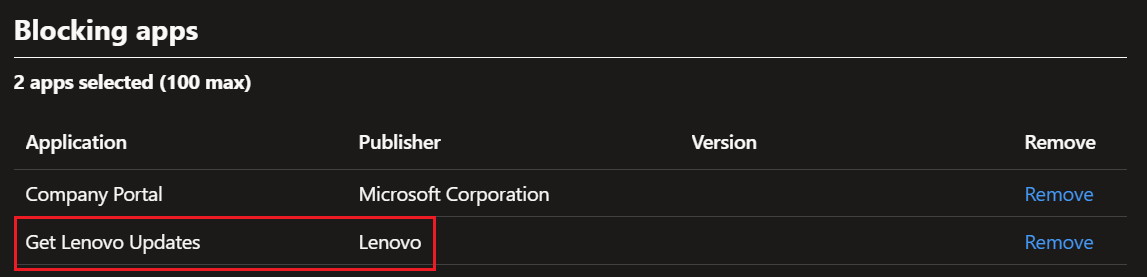 Blocking apps
2 apps selected (100 max)
Application Publisher Version Remove
Company Portal Microsoft Corporation Remove
Get Lenovo Updates Lenovo Remove